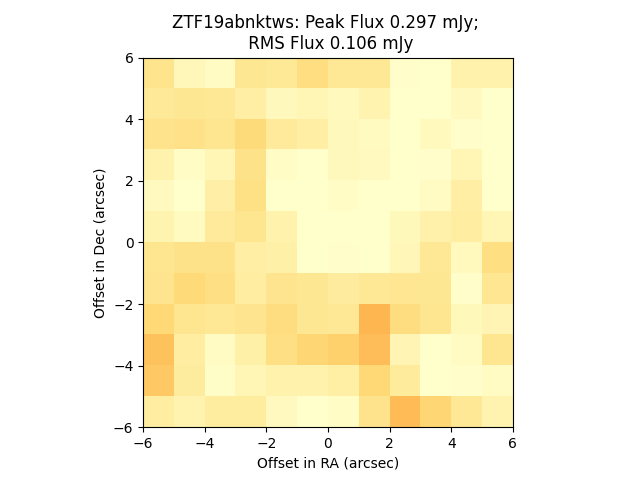 ZTF19abnktws: Peak Flux 0.297 mJy;
RMS Flux 0.106 mJy
6
4
2
0
−2
−4
−6
Offset in Dec (arcsec)
−6 −4 −2 0 2 4 6
Offset in RA (arcsec)